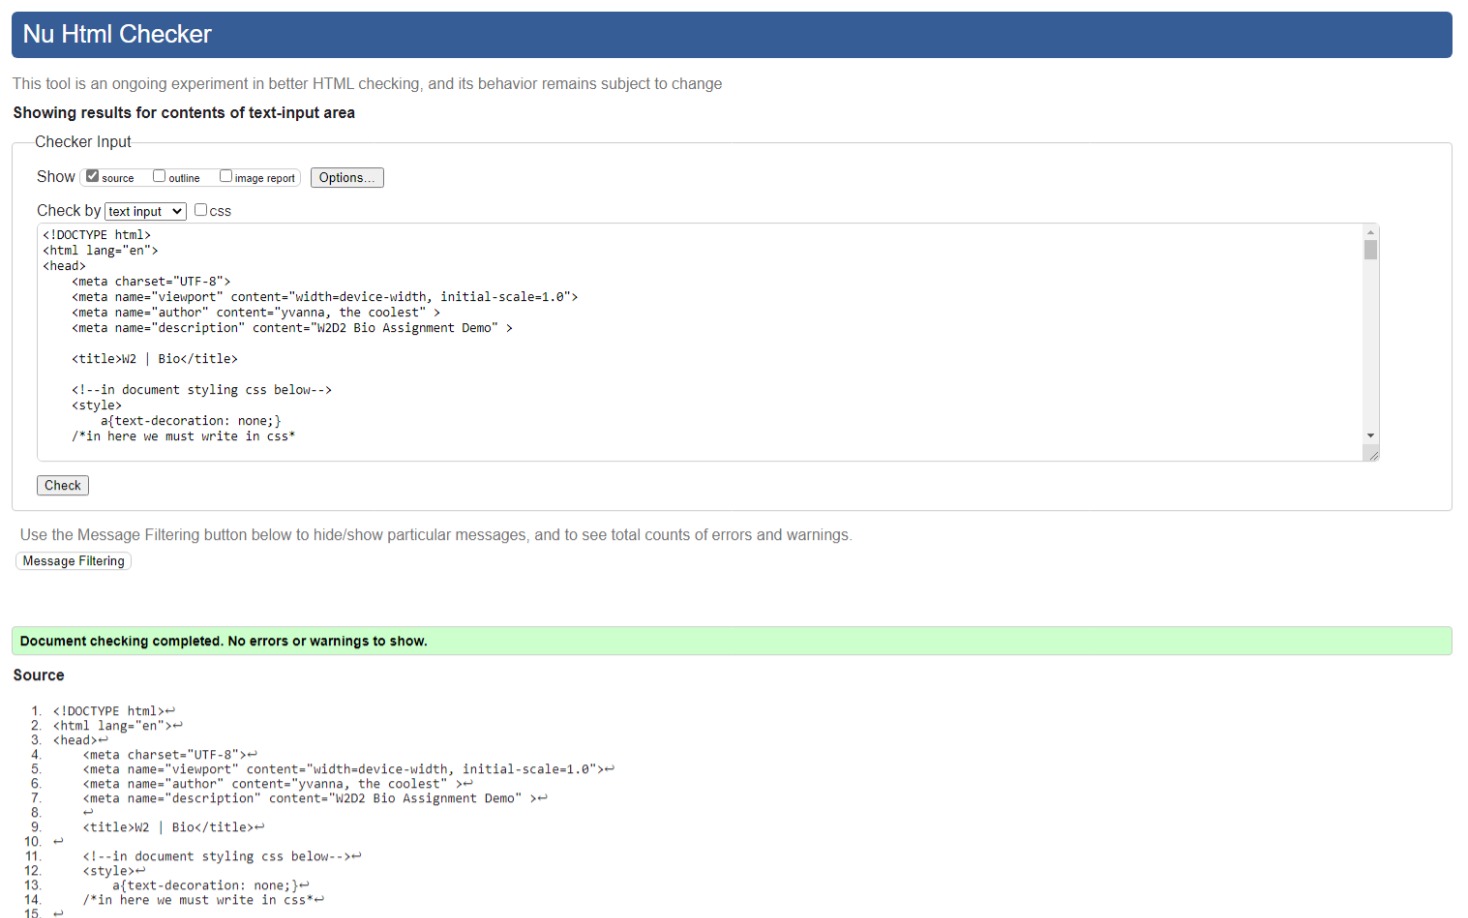 Nu Html Checker
This tool is an ongoing experiment in better HTML checking, and its behavior remains subject to change
Showing results for contents of text-input area
Checker Input
Show source outline image report Options...
Check by text input css
<!DOCTYPE html>
<html lang="en">
<head>
    <meta charset="UTF-8">
    <meta name="viewport" content="width=device-width, initial-scale=1.0">
    <meta name="author" content="yvanna, the coolest" >
    <meta name="description" content="W2D2 Bio Assignment Demo" >
    <title>W2 | Bio</title>
    <!--in document styling css below-->
    <style>
        a{text-decoration: none;}
    /*in here we must write in css*
Check
Use the Message Filtering button below to hide/show particular messages, and to see total counts of errors and warnings.
Message Filtering
Document checking completed. No errors or warnings to show.
Source
1. <!DOCTYPE html>↩
2. <html lang="en">↩
3. <head>↩
4.     <meta charset="UTF-8">↩
5.     <meta name="viewport" content="width=device-width, initial-scale=1.0">↩
6.     <meta name="author" content="yvanna, the coolest" >↩
7.     <meta name="description" content="W2D2 Bio Assignment Demo" >↩
8.     ↩
9.     <title>W2 | Bio</title>↩
10. ↩
11.     <!--in document styling css below-->↩
12.     <style>↩
13.         a{text-decoration: none;}↩
14.     /*in here we must write in css*↩
15. ↩